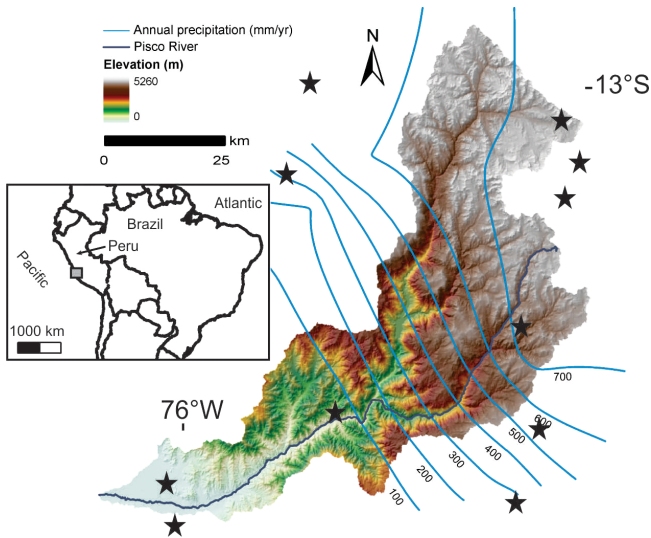 Annual precipitation (mm/yr)
Pisco River
Elevation (m)
5260
0
km
0 25
N
-13°S
Atlantic
Brazil
Peru
Pacific
1000 km
76°W
700
600
500
400
300
200
100